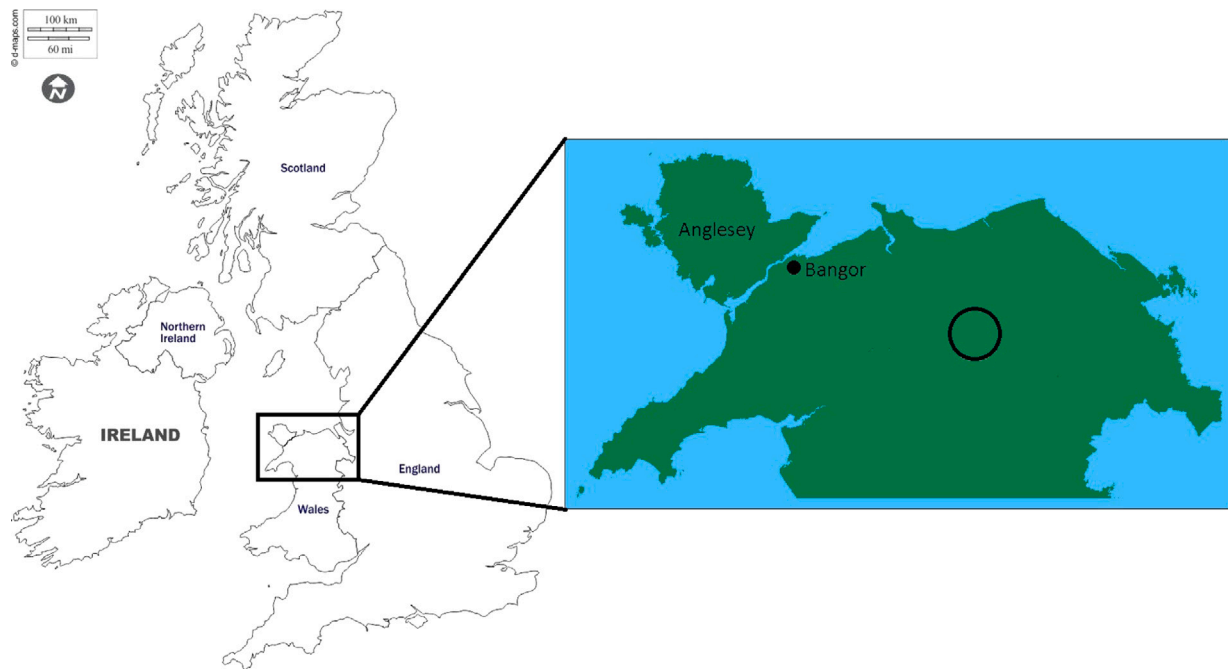 100 km
60 mi
© d-maps.com
N
Scotland
Northern
Ireland
IRELAND
England
Wales
Anglesey
Bangor